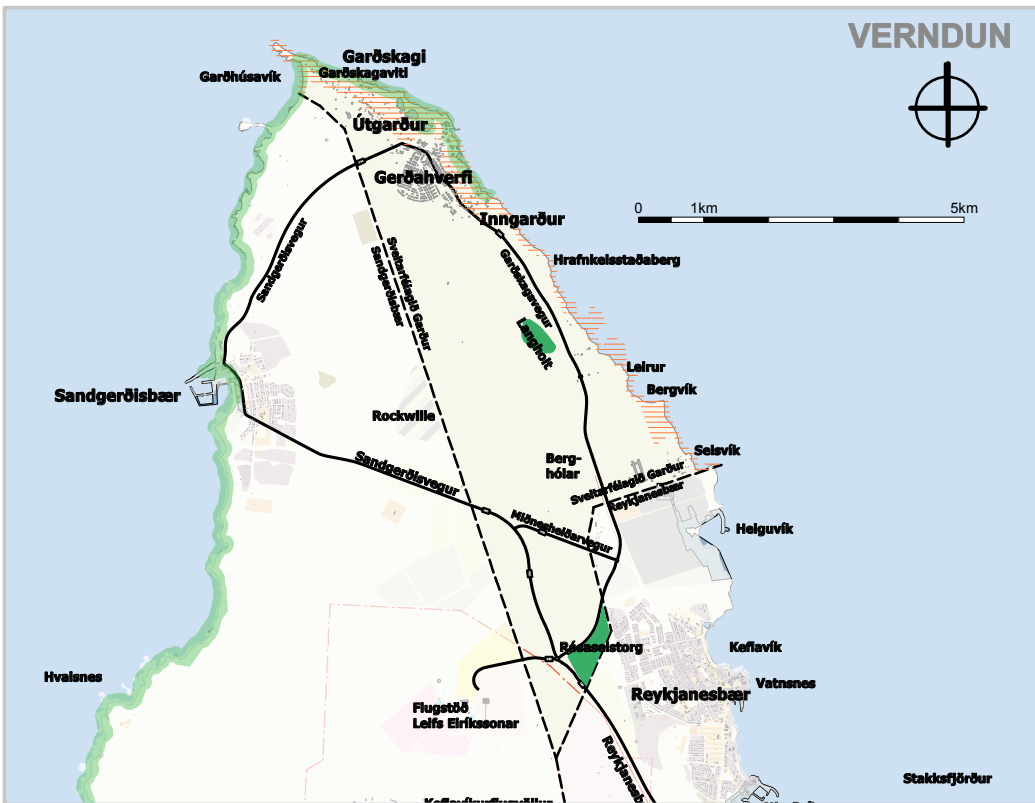 VERNDUN
Garðskagi
Garðskagaviti
Garðhúsavík
Útgarður
Gerðahverfi
Inngarður
0 1km 5km
Sandgerðisvegur
Sveitarfélagið Garður
Sandgerðisbær
Garðskagavegur
Hrafnkelsstaðaberg
Langholt
Leirur
Bergvík
Sandgerðisbær
Rockwille
Sandgerðisvegur
Berg-
hólar
Selsvík
Sveitarfélagið Garður
Reykjanesbær
Miðnesheiðarvegur
Helguvík
Rósaselstorg
Keflavík
Hvalsnes
Vatnsnes
Reykjanesbær
Flugstöð
Leifs Eiríkssonar
Stakksfjörður